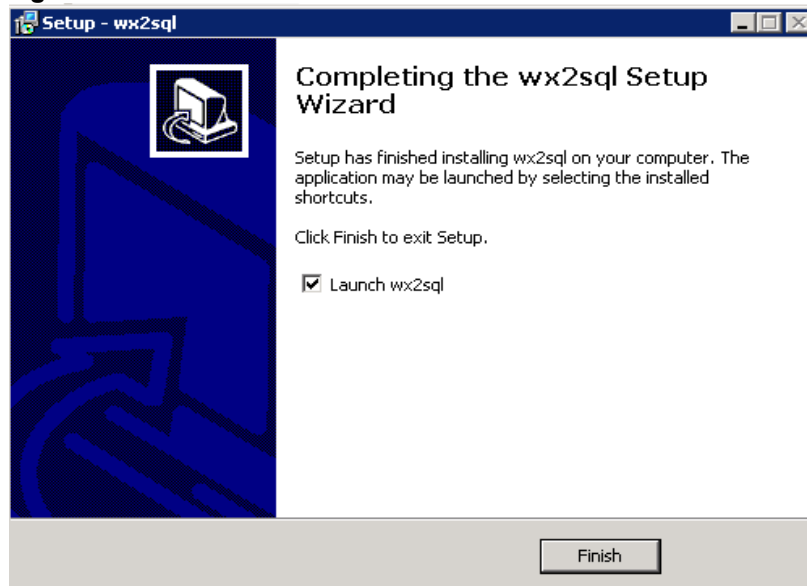 Setup - wx2sql
Completing the wx2sql Setup
Wizard
Setup has finished installing wx2sql on your computer. The
application may be launched by selecting the installed
shortcuts.
Click Finish to exit Setup.
Launch wx2sql
Finish